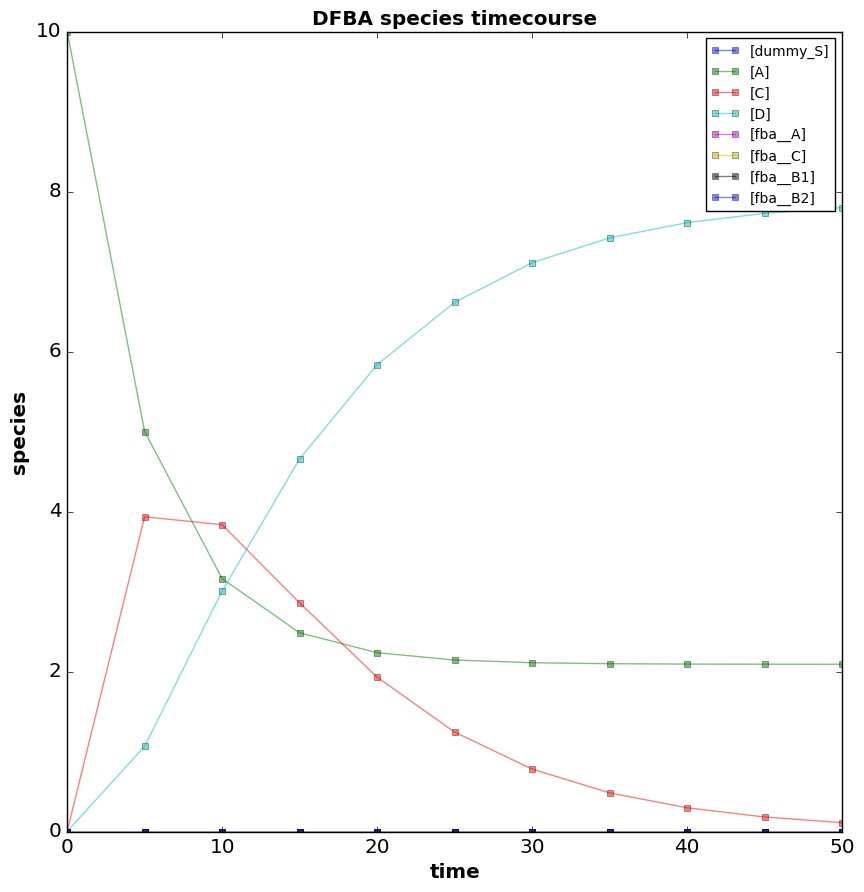 DFBA species timecourse
10
8
6
4
2
0
species
[dummy_S]
[A]
[C]
[D]
[fba__A]
[fba__C]
[fba__B1]
[fba__B2]
0 10 20 30 40 50
time